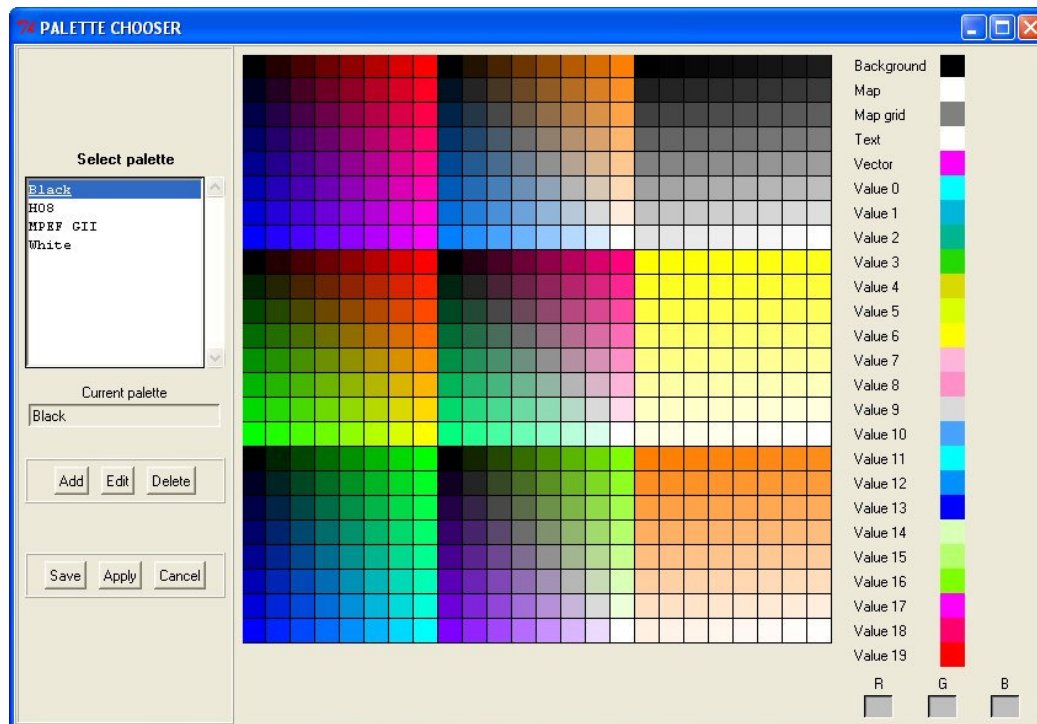 PALETTE CHOOSER
Select palette
Black
H08
MPEF GII
White
Current palette
Black
Add Edit Delete
Save Apply Cancel
Background
Map
Map grid
Text
Vector
Value 0
Value 1
Value 2
Value 3
Value 4
Value 5
Value 6
Value 7
Value 8
Value 9
Value 10
Value 11
Value 12
Value 13
Value 14
Value 15
Value 16
Value 17
Value 18
Value 19
R G B